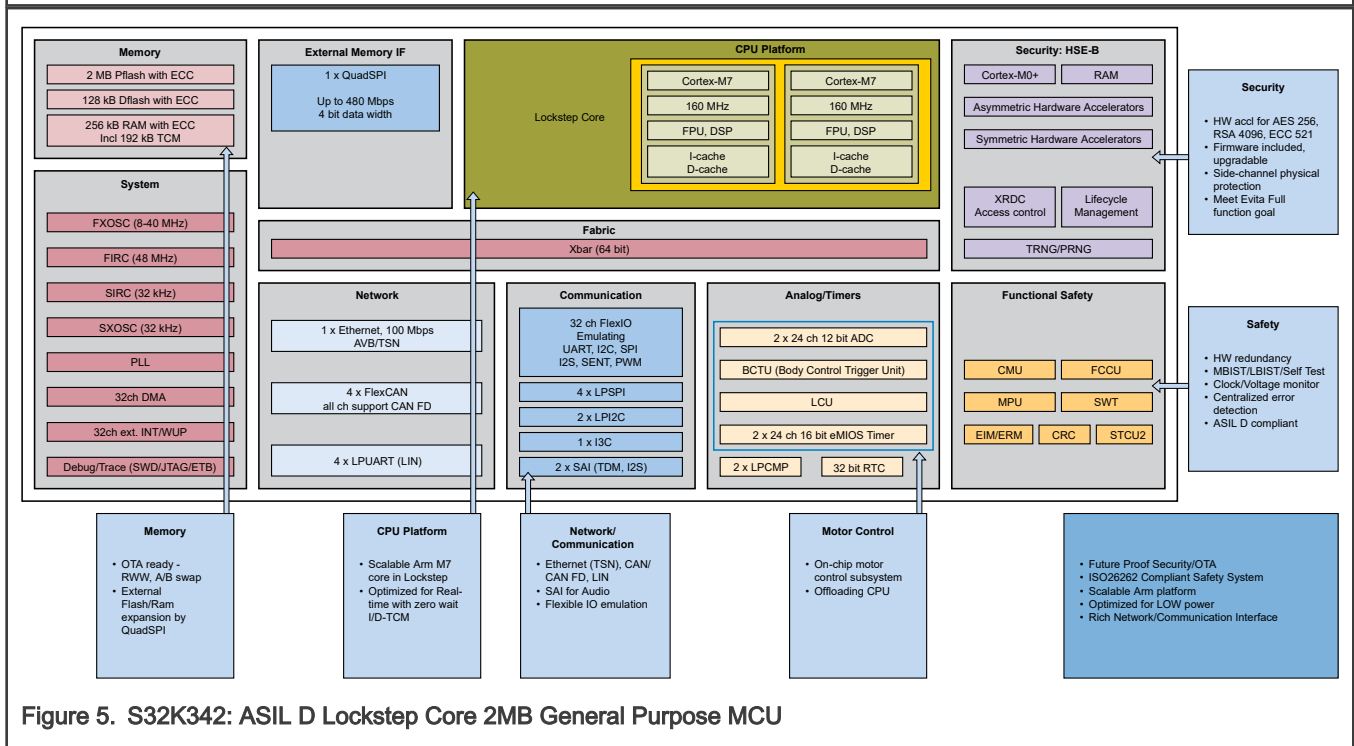 Memory
2 MB Pflash with ECC
128 kB Dflash with ECC
256 kB RAM with ECC
Incl 192 kB TCM
External Memory IF
1 x QuadSPI
Up to 480 Mbps
4 bit data width
CPU Platform
Lockstep Core
Cortex-M7
160 MHz
FPU, DSP
I-cache
D-cache
Cortex-M7
160 MHz
FPU, DSP
I-cache
D-cache
Security: HSE-B
Cortex-M0+
RAM
Asymmetric Hardware Accelerators
Symmetric Hardware Accelerators
XRDC
Access control
Lifecycle
Management
TRNG/PRNG
Security
• HW accl for AES 256,
RSA 4096, ECC 521
• Firmware included,
upgradable
• Side-channel physical
protection
• Meet Evita Full
function goal
System
FXOSC (8-40 MHz)
FIRC (48 MHz)
SIRC (32 kHz)
SXOSC (32 kHz)
PLL
32ch DMA
32ch ext. INT/WUP
Debug/Trace (SWD/JTAG/ETB)
Fabric
Xbar (64 bit)
Network
1 x Ethernet, 100 Mbps
AVB/TSN
4 x FlexCAN
all ch support CAN FD
4 x LPUART (LIN)
Communication
32 ch FlexIO
Emulating
UART, I2C, SPI
I2S, SENT, PWM
4 x LPSPI
2 x LPI2C
1 x I3C
2 x SAI (TDM, I2S)
Analog/Timers
2 x 24 ch 12 bit ADC
BCTU (Body Control Trigger Unit)
LCU
2 x 24 ch 16 bit eMIOS Timer
2 x LPCMP
32 bit RTC
Functional Safety
CMU
FCCU
MPU
SWT
EIM/ERM
CRC
STCU2
Safety
• HW redundancy
• MBIST/LBIST/Self Test
• Clock/Voltage monitor
• Centralized error
detection
• ASIL D compliant
Memory
• OTA ready -
RWW, A/B swap
• External
Flash/Ram
expansion by
QuadSPI
CPU Platform
• Scalable Arm M7
core in Lockstep
• Optimized for Real-
time with zero wait
I/D-TCM
Network/
Communication
• Ethernet (TSN), CAN/
CAN FD, LIN
• SAI for Audio
• Flexible IO emulation
Motor Control
• On-chip motor
control subsystem
• Offloading CPU
• Future Proof Security/OTA
• ISO26262 Compliant Safety System
• Scalable Arm platform
• Optimized for LOW power
• Rich Network/Communication Interface
Figure 5. S32K342: ASIL D Lockstep Core 2MB General Purpose MCU